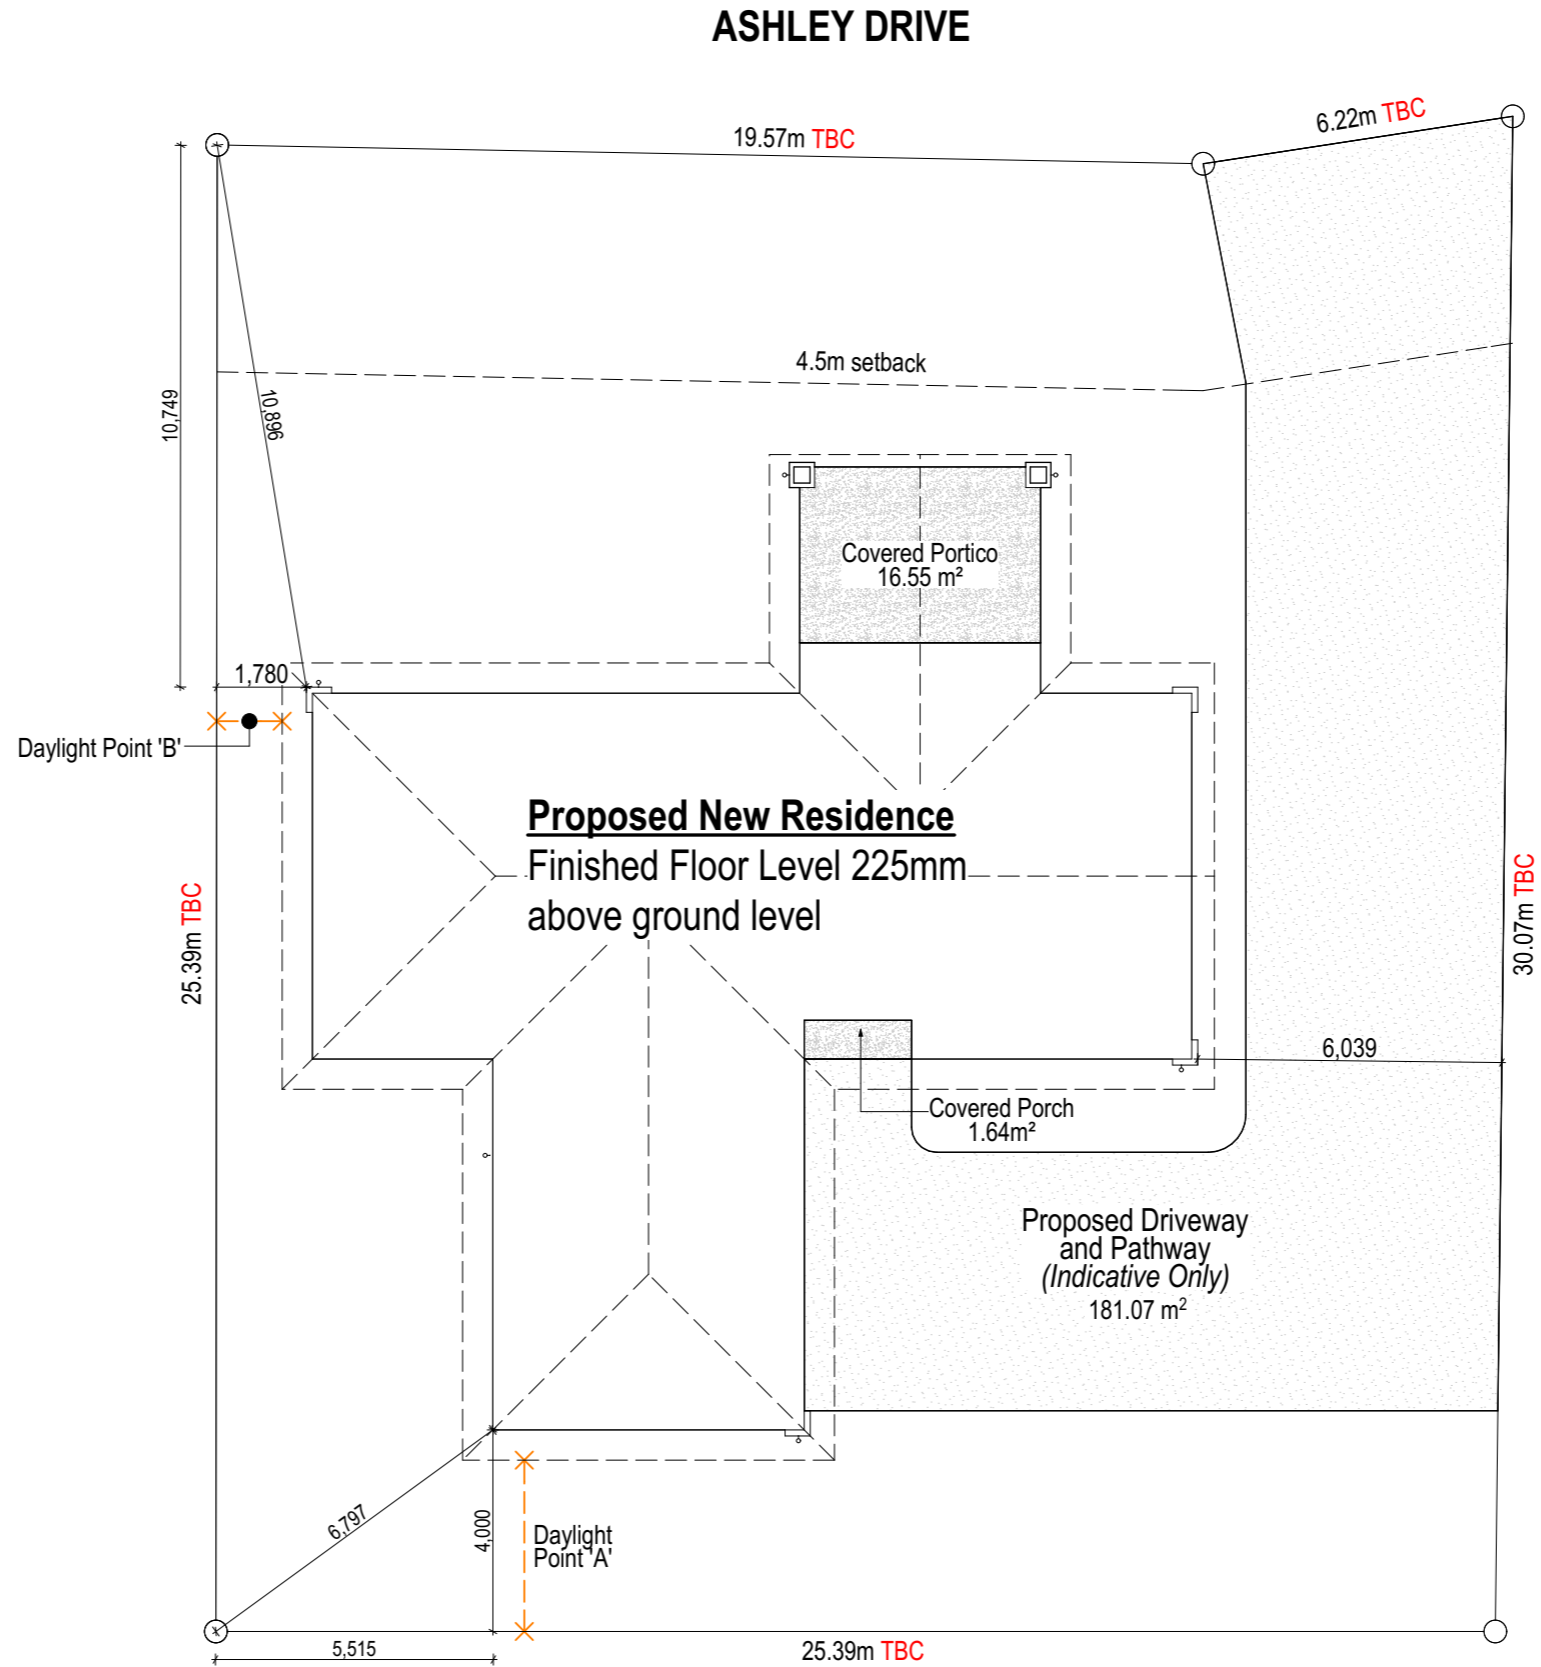 ASHLEY DRIVE
19.57m TBC
6.22m TBC
4.5m setback
10,749
10,896
Covered Portico
16.55 m²
1,780
Daylight Point 'B'
Proposed New Residence
Finished Floor Level 225mm
above ground level
25.39m TBC
30.07m TBC
6,039
Covered Porch
1.64m²
Proposed Driveway
and Pathway
(Indicative Only)
181.07 m²
6,797
4,000
Daylight
Point 'A'
5,515
25.39m TBC